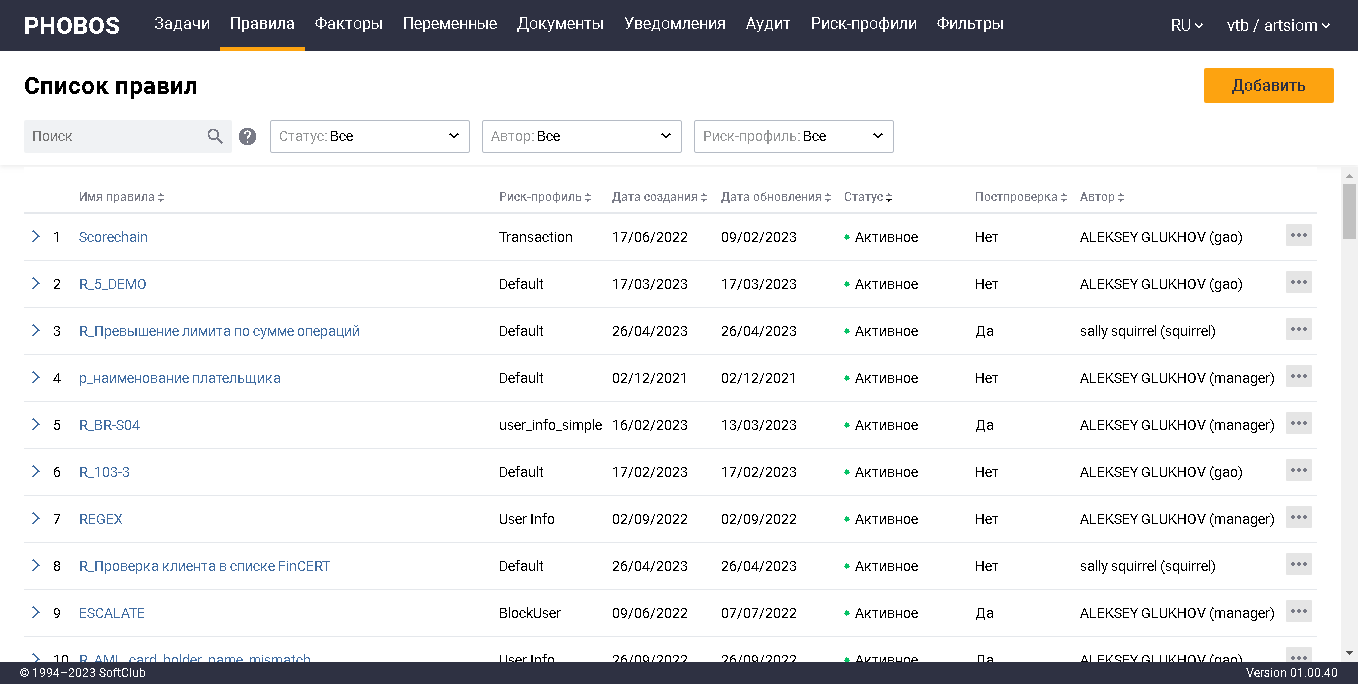 PHOBOS Задачи Правила Факторы Переменные Документы Уведомления Аудит Риск-профили Фильтры RU vtb / artsiom
Список правил Добавить
Поиск ? Статус: Все Автор: Все Риск-профиль: Все
Имя правила Риск-профиль Дата создания Дата обновления Статус Постпроверка Автор
1 Scorechain Transaction 17/06/2022 09/02/2023 Активное Нет ALEKSEY GLUKHOV (gao)
2 R_5_DEMO Default 17/03/2023 17/03/2023 Активное Нет ALEKSEY GLUKHOV (gao)
3 R_Превышение лимита по сумме операций Default 26/04/2023 26/04/2023 Активное Да sally squirrel (squirrel)
4 р_наименование плательщика Default 02/12/2021 02/12/2021 Активное Нет ALEKSEY GLUKHOV (manager)
5 R_BR-S04 user_info_simple 16/02/2023 13/03/2023 Активное Да ALEKSEY GLUKHOV (manager)
6 R_103-3 Default 17/02/2023 17/02/2023 Активное Нет ALEKSEY GLUKHOV (gao)
7 REGEX User Info 02/09/2022 02/09/2022 Активное Нет ALEKSEY GLUKHOV (manager)
8 R_Проверка клиента в списке FinCERT Default 26/04/2023 26/04/2023 Активное Нет sally squirrel (squirrel)
9 ESCALATE BlockUser 09/06/2022 07/07/2022 Активное Да ALEKSEY GLUKHOV (manager)
10 R_AML_card_holder_name_mismatch User Info 26/09/2022 26/09/2022 Активное Да ALEKSEY GLUKHOV (gao)
© 1994–2023 SoftClub Version 01.00.40